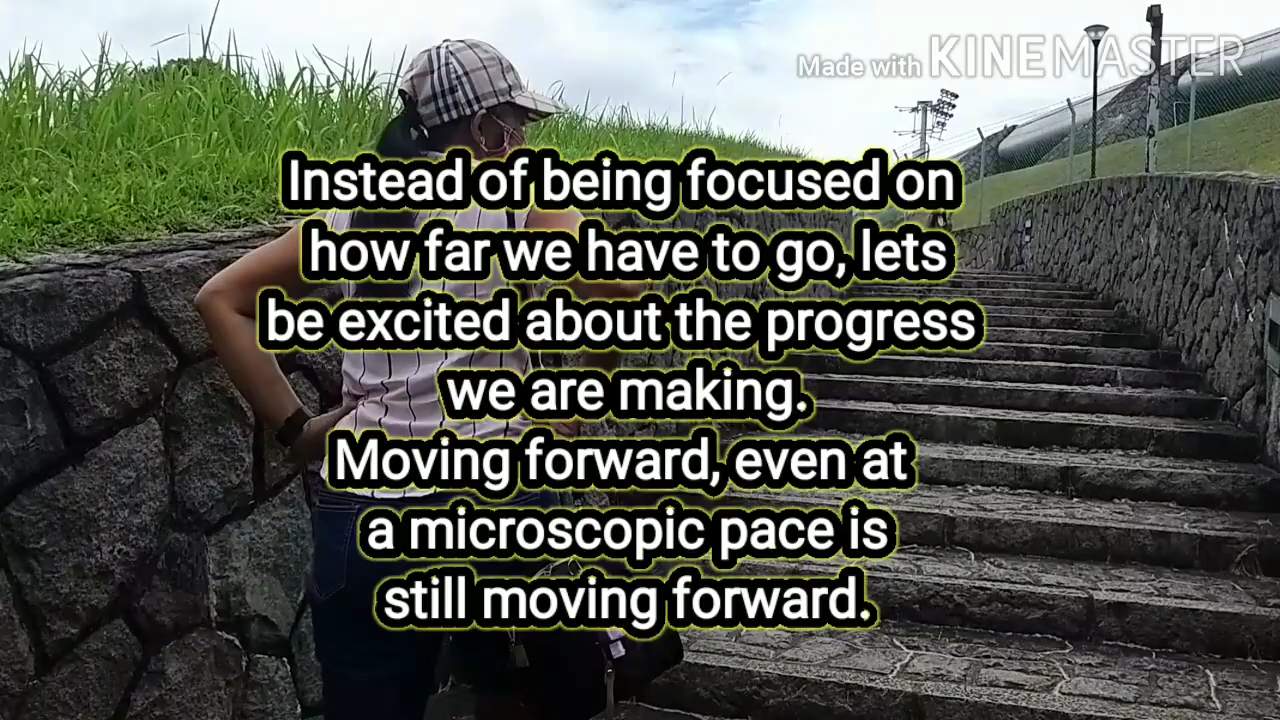 Made with KINEMASTER
Instead of being focused on
how far we have to go, lets
be excited about the progress
we are making.
Moving forward, even at
a microscopic pace is
still moving forward.